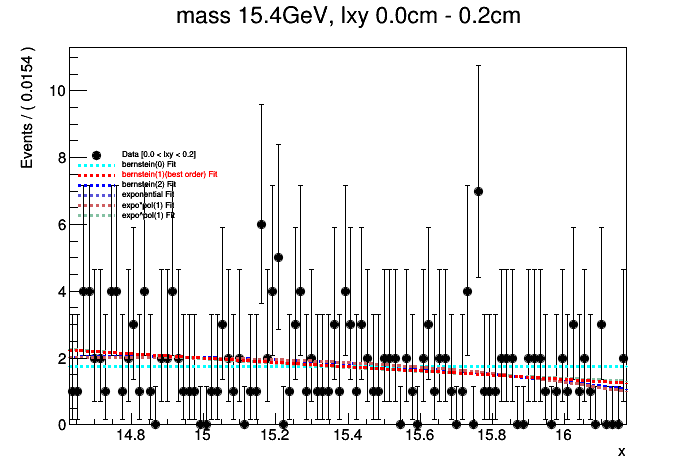 mass 15.4GeV, lxy 0.0cm - 0.2cm
Events / ( 0.0154 )
10
8
6
4
2
0
Data [0.0 < lxy < 0.2]
bernstein(0) Fit
bernstein(1)(best order) Fit
bernstein(2) Fit
exponential Fit
expo*pol(1) Fit
expo*pol(1) Fit
14.8 15 15.2 15.4 15.6 15.8 16
x